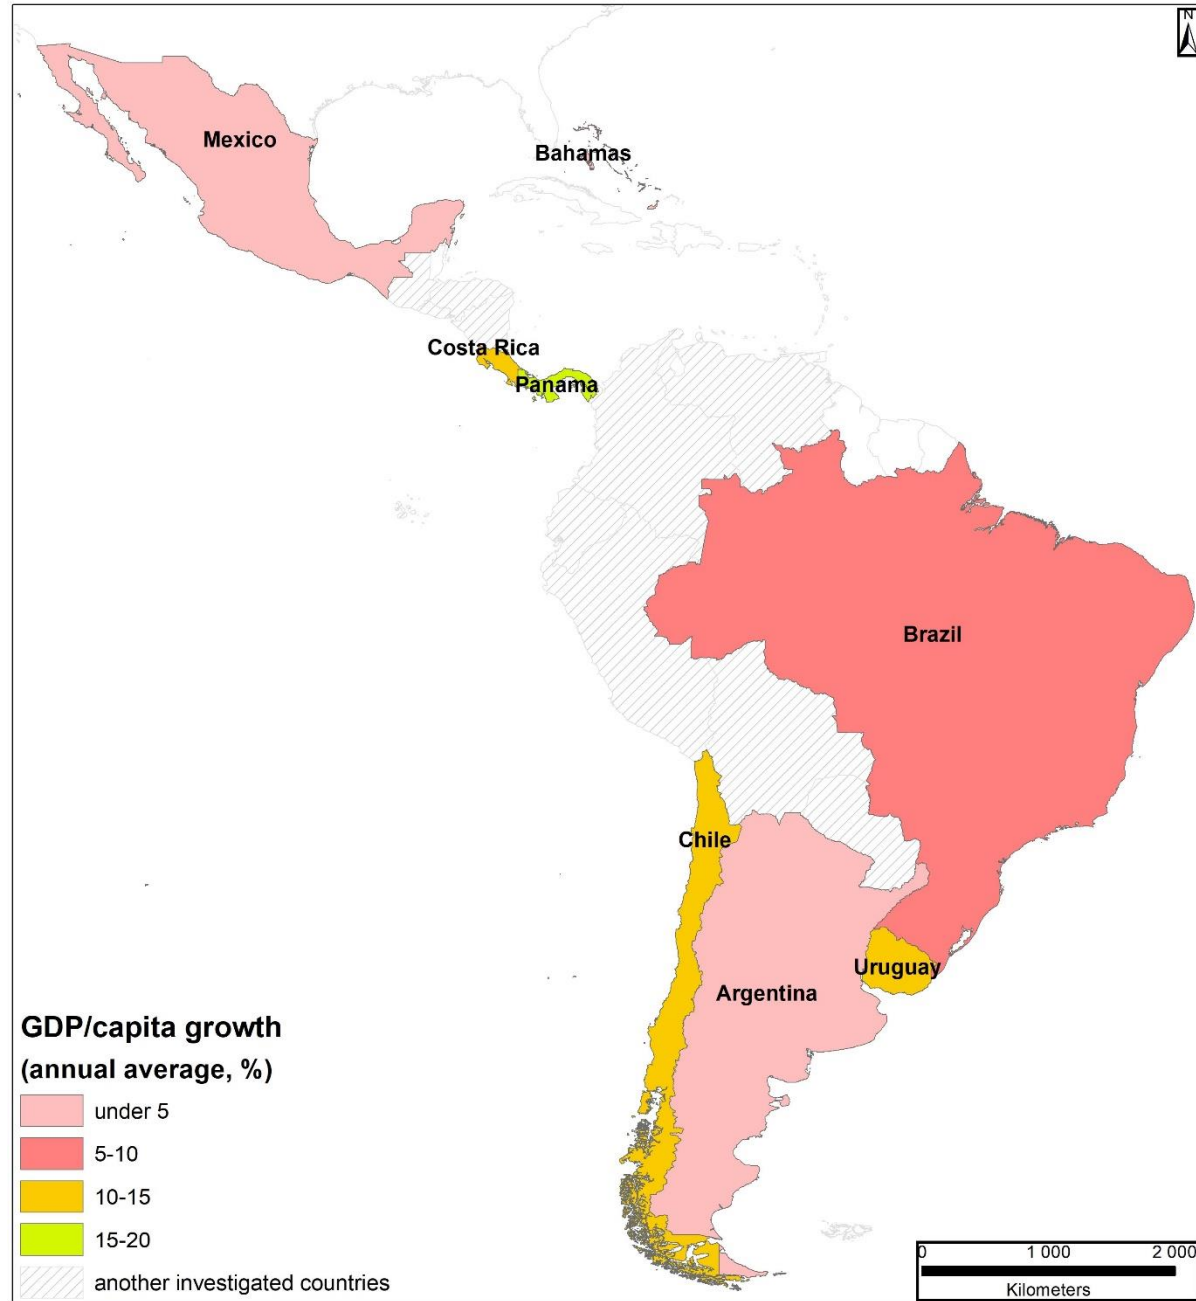 N
Mexico
Bahamas
Costa Rica
Panama
Brazil
Chile
Uruguay
Argentina
GDP/capita growth
(annual average, %)
under 5
5-10
10-15
15-20
another investigated countries
0 1 000 2 000
Kilometers